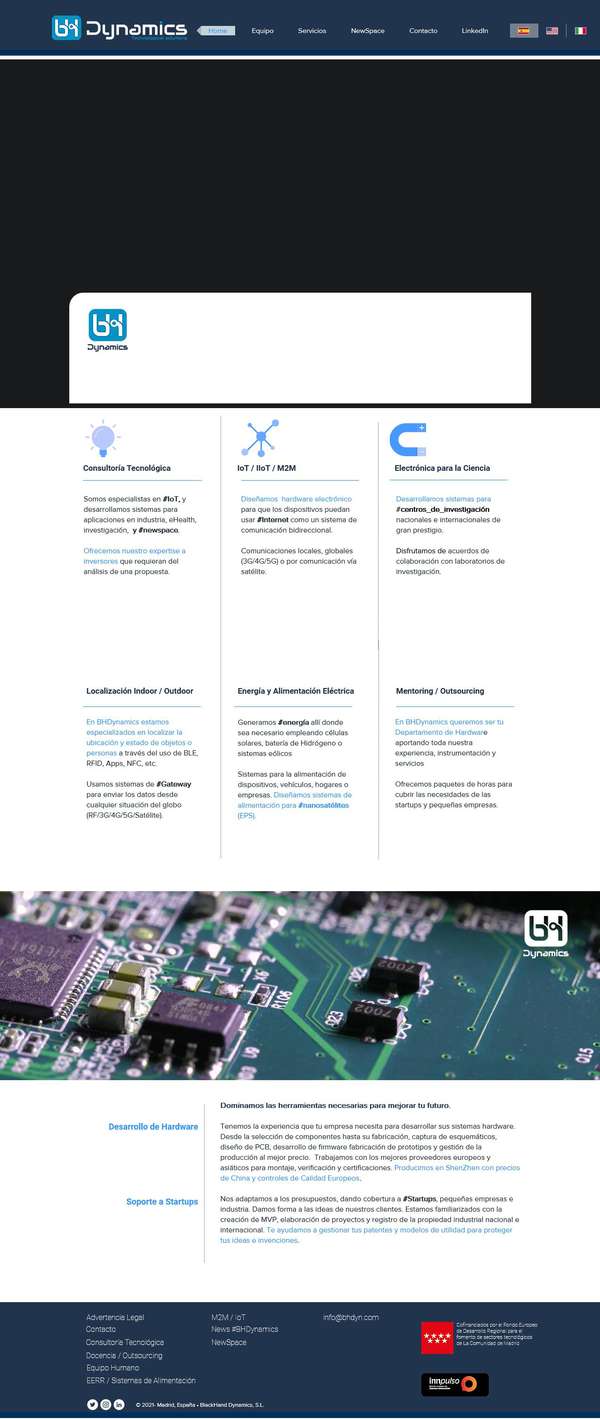 bH Dynamics
Technological solutions
Home
Equipo
Servicios
NewSpace
Contacto
LinkedIn
bH
Dynamics
Consultoría Tecnológica
Somos especialistas en #IoT, y
desarrollamos sistemas para
aplicaciones en industria, eHealth,
investigación, y #newspace.
Ofrecemos nuestro expertise a
inversores que requieran del
análisis de una propuesta.
IoT / IIoT / M2M
Diseñamos hardware electrónico
para que los dispositivos puedan
usar #Internet como un sistema de
comunicación bidireccional.
Comunicaciones locales, globales
(3G/4G/5G) o por comunicación vía
satélite.
Electrónica para la Ciencia
Desarrollaros sistemas para
#centros_de_investigación
nacionales e internacionales de
gran prestigio.
Disfrutamos de acuerdos de
colaboración con laboratorios de
investigación.
Localización Indoor / Outdoor
En BHDynamics estamos
especializados en localizar la
ubicación y estado de objetos o
personas a través del uso de BLE,
RFID, Apps, NFC, etc.
Usamos sistemas de #Gateway
para enviar los datos desde
cualquier situación del globo
(RF/3G/4G/5G/Satélite).
Energía y Alimentación Eléctrica
Generamos #energía allí donde
sea necesario empleando células
solares, batería de Hidrógeno o
sistemas eólicos
Sistemas para la alimentación de
dispositivos, vehículos, hogares o
empresas. Diseñamos sistemas de
alimentación para #nanosatélites
(EPS).
Mentoring / Outsourcing
En BHDynamics queremos ser tu
Departamento de Hardware
aportando toda nuestra
experiencia, instrumentación y
servicios
Ofrecemos paquetes de horas para
cubrir las necesidades de las
startups y pequeñas empresas.
bH
Dynamics
R106
023
022
7002
7002
Q15
Dominamos las herramientas necesarias para mejorar tu futuro.
Desarrollo de Hardware
Tenemos la experiencia que tu empresa necesita para desarrollar sus sistemas hardware.
Desde la selección de componentes hasta su fabricación, captura de esquemáticos,
diseño de PCB, desarrollo de firmware fabricación de prototipos y gestión de la
producción al mejor precio. Trabajamos con los mejores proveedores europeos y
asiáticos para montaje, verificación y certificaciones. Producimos en ShenZhen con precios
de China y controles de Calidad Europeos.
Soporte a Startups
Nos adaptamos a los presupuestos, dando cobertura a #Startups, pequeñas empresas e
industria. Damos forma a las ideas de nuestros clientes. Estamos familiarizados con la
creación de MVP, elaboración de proyectos y registro de la propiedad industrial nacional e
internacional. Te ayudamos a gestionar tus patentes y modelos de utilidad para proteger
tus ideas e invenciones.
Advertencia Legal
Contacto
Consultoría Tecnológica
Docencia / Outsourcing
Equipo Humano
EERR / Sistemas de Alimentación
M2M / IoT
News #BHDynamics
NewSpace
info@bhdyn.com
Cofinanciados por el Fondo Europeo
de Desarrollo Regional para el
fomento de sectores tecnológicos
de La Comunidad de Madrid
innpulso
© 2021- Madrid, España - BlackHand Dynamics, S.L.